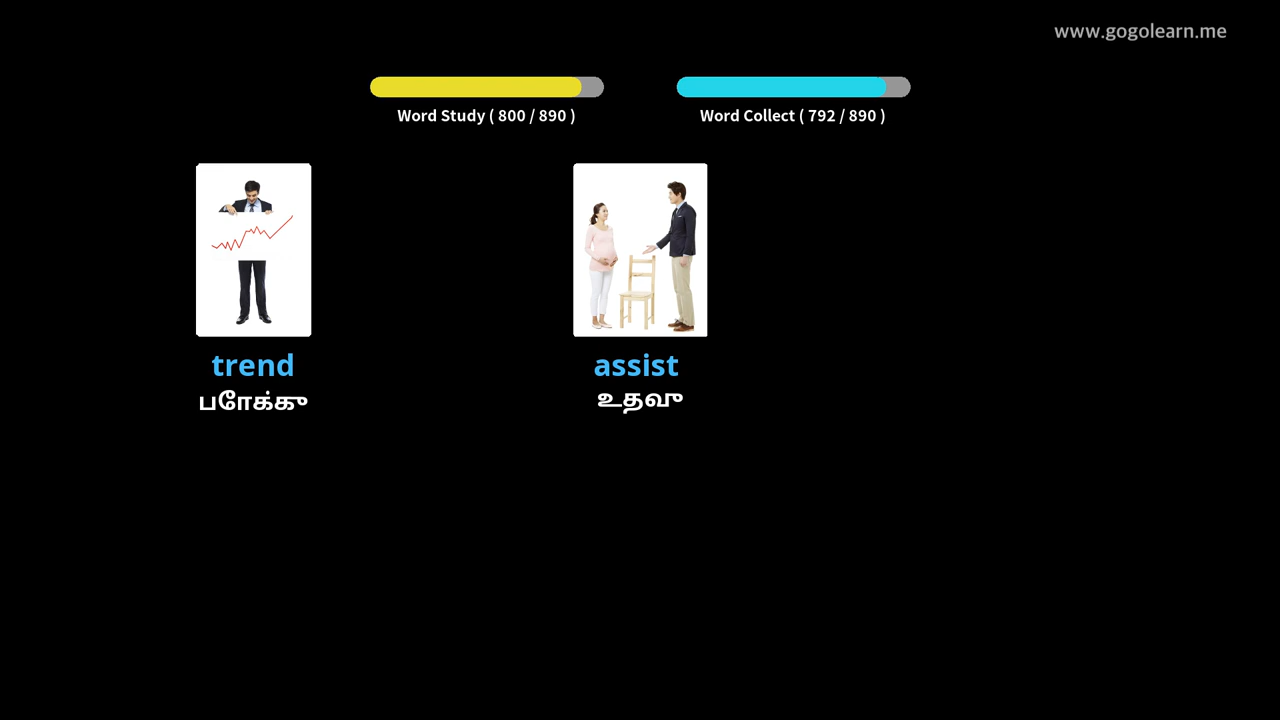 www.gogolearn.me
Word Study ( 800 / 890 )
Word Collect ( 792 / 890 )
trend
போக்கு
assist
உதவு